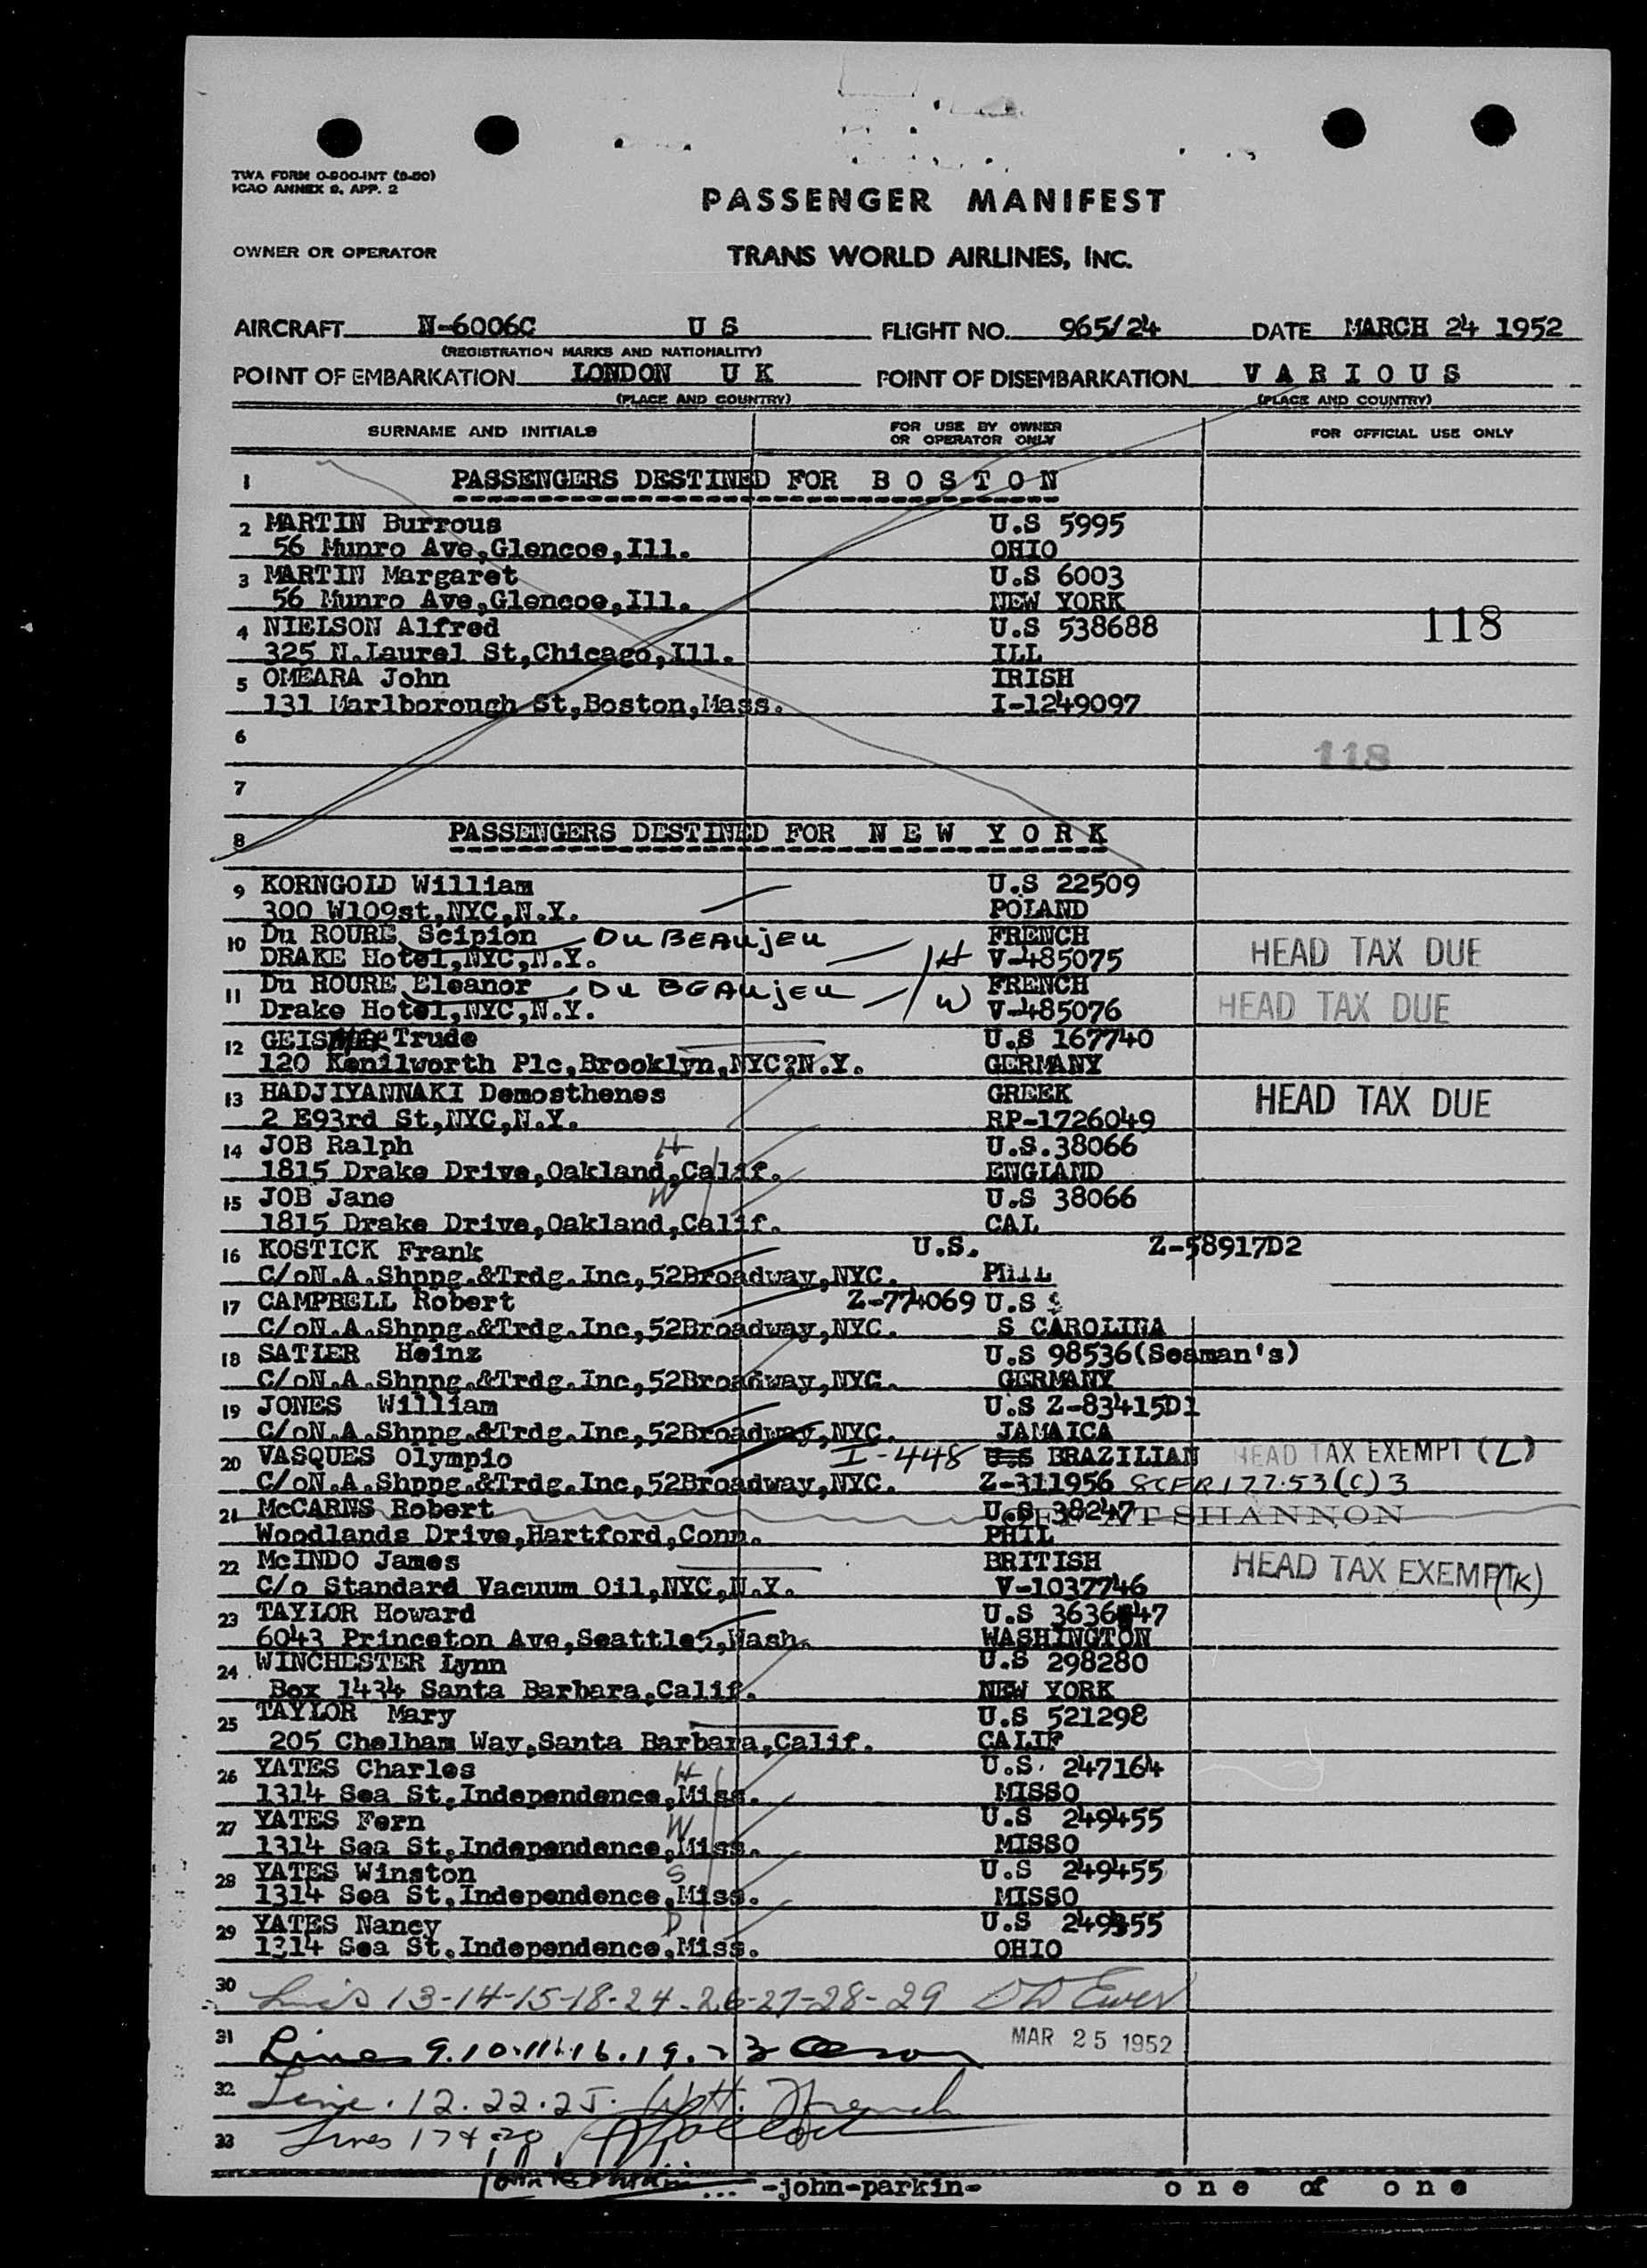 TWA FORM O-900-INT (8-50)
ICAO ANNEX 9, APP. 2
PASSENGER MANIFEST
OWNER OR OPERATOR TRANS WORLD AIRLINES, INC.
AIRCRAFT N-6006C U S FLIGHT NO. 965/24 DATE MARCH 24 1952
(REGISTRATION MARKS AND NATIONALITY)
POINT OF EMBARKATION LONDON U K POINT OF DISEMBARKATION V A R I O U S
(PLACE AND COUNTRY) (PLACE AND COUNTRY)
SURNAME AND INITIALS FOR USE BY OWNER OR OPERATOR ONLY FOR OFFICIAL USE ONLY
1 PASSENGERS DESTINED FOR B O S T O N
2 MARTIN Burrous U.S 5995
56 Munro Ave,Glencoe,Ill. OHIO
3 MARTIN Margaret U.S 6003
56 Munro Ave,Glencoe,Ill. NEW YORK
4 NIELSON Alfred U.S 538688 118
325 N.Laurel St,Chicago,Ill. ILL
5 OMEARA John IRISH
131 Marlborough St,Boston,Mass. I-1249097
6
118
7
8 PASSENGERS DESTINED FOR N E W Y O R K
9 KORNGOLD William U.S 22509
300 W109st,NYC,N.Y. POLAND
10 Du ROURE Scipion Du BEAujeu FRENCH
DRAKE Hotel,NYC,N.Y. H V-485075 HEAD TAX DUE
11 Du ROURE Eleanor Du BEAujeu FRENCH
Drake Hotel,NYC,N.Y. W V-485076 HEAD TAX DUE
12 Trude U.S 167740
120 Kenilworth Plc,Brooklyn,NYC?N.Y. GERMANY
13 HADJIYANNAKI Demosthenes GREEK HEAD TAX DUE
2 E93rd St,NYC,N.Y. RP-1726049
14 JOB Ralph H U.S.38066
1815 Drake Drive,Oakland,Calif. ENGLAND
15 JOB Jane W U.S 38066
1815 Drake Drive,Oakland,Calif. CAL
16 KOSTICK Frank U.S. Z-58917D2
C/oN.A.Shppg.&Trdg.Inc,52Broadway,NYC. PHIL
17 CAMPBELL Robert Z-774069 U.S
C/oN.A.Shppg.&Trdg.Inc,52Broadway,NYC. S CAROLINA
18 SATLER Heinz U.S 98536(Seaman's)
C/oN.A.Shppg.&Trdg.Inc,52Broadway,NYC. GERMANY
19 JONES William U.S Z-83415D1
C/oN.A.Shppg.&Trdg.Inc,52Broadway,NYC. JAMAICA
20 VASQUES Olympio I-448 U.S BRAZILIAN HEAD TAX EXEMPT (L)
C/oN.A.Shppg.&Trdg.Inc,52Broadway,NYC. Z-311956 8CFR177.53(C)3
21 McCARNS Robert U.S 38247 AT SHANNON
Woodlands Drive,Hartford,Conn. PHIL
22 McINDO James BRITISH HEAD TAX EXEMPT(K)
C/o Standard Vacuum Oil,NYC,N.Y. V-1037746
23 TAYLOR Howard U.S
6043 Princeton Ave,Seattle5,Wash. WASHINGTON
24 WINCHESTER Lynn U.S 298280
Box 1434 Santa Barbara,Calif. NEW YORK
25 TAYLOR Mary U.S 521298
205 Chelham Way,Santa Barbara,Calif. CALIF
26 YATES Charles H U.S. 247164
1314 Sea St,Independence,Miss. MISSO
27 YATES Fern W U.S 249455
1314 Sea St,Independence,Miss. MISSO
28 YATES Winston S U.S 249455
1314 Sea St,Independence,Miss. MISSO
29 YATES Nancy D U.S
1314 Sea St,Independence,Miss. OHIO
30 13-14-15-18-24-26-27-28-29
31 Lines 9.10.11.16.19.23 MAR 25 1952
32 Line. 12.22.25. French
33 Lines 17 & 20
-john-parkin- o n e of o n e